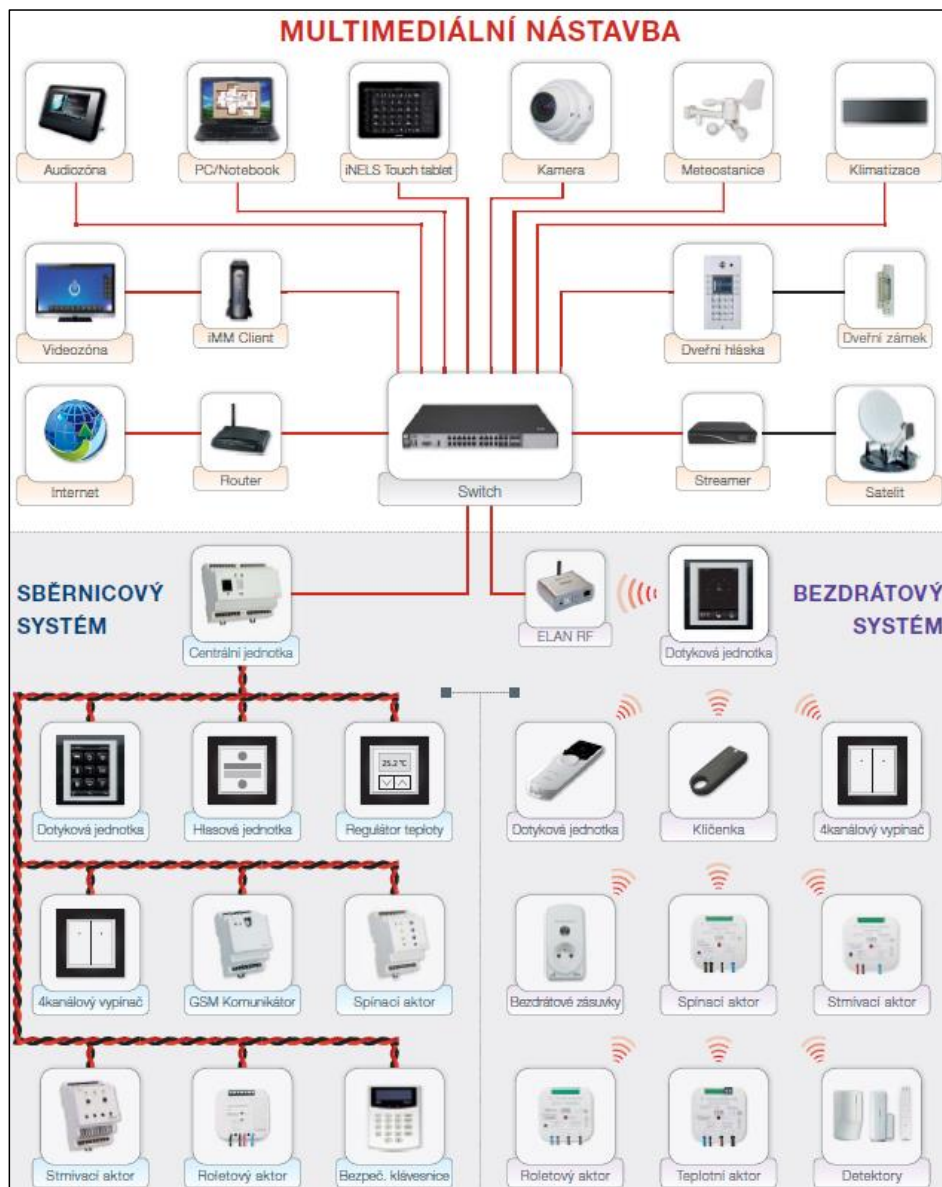 MULTIMEDIÁLNÍ NÁSTAVBA
Audiozóna
PC/Notebook
iNELS Touch tablet
Kamera
Meteostanice
Klimatizace
Videozóna
iMM Client
Dveřní hláska
Dveřní zámek
Internet
Router
Switch
Streamer
Satelit
SBĚRNICOVÝ
SYSTÉM
Centrální jednotka
ELAN RF
Dotyková jednotka
BEZDRÁTOVÝ
SYSTÉM
25.2 °C
Dotyková jednotka
Hlasová jednotka
Regulátor teploty
Dotyková jednotka
Klíčenka
4kanálový vypínač
4kanálový vypínač
GSM Komunikátor
Spínací aktor
Bezdrátové zásuvky
Spínací aktor
Stmívací aktor
Stmívací aktor
Roletový aktor
Bezpeč. klávesnice
Roletový aktor
Teplotní aktor
Detektory